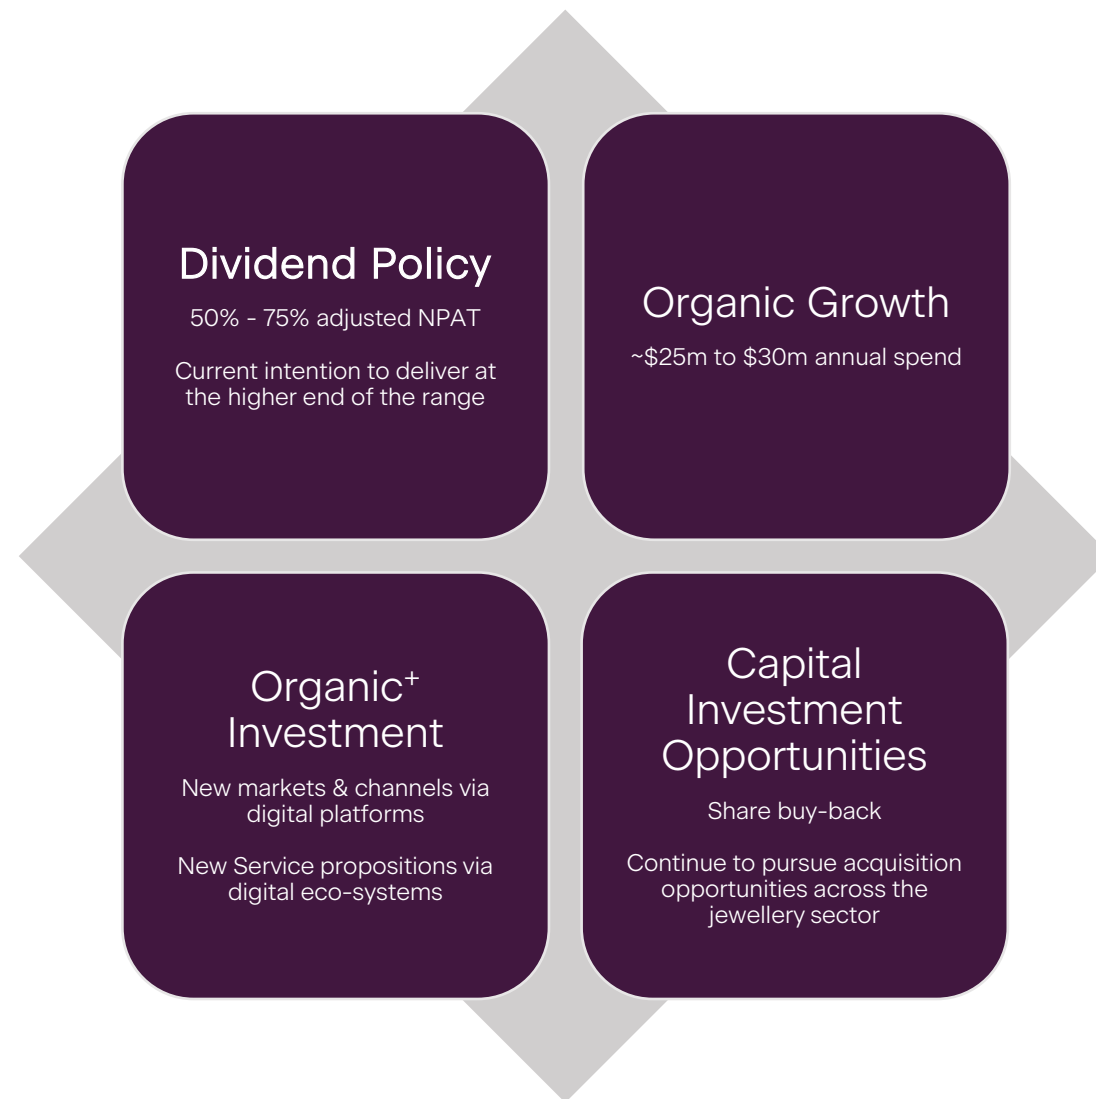 Dividend Policy
50% - 75% adjusted NPAT
Current intention to deliver at
the higher end of the range
Organic Growth
~$25m to $30m annual spend
Organic⁺
Investment
New markets & channels via
digital platforms
New Service propositions via
digital eco-systems
Capital
Investment
Opportunities
Share buy-back
Continue to pursue acquisition
opportunities across the
jewellery sector